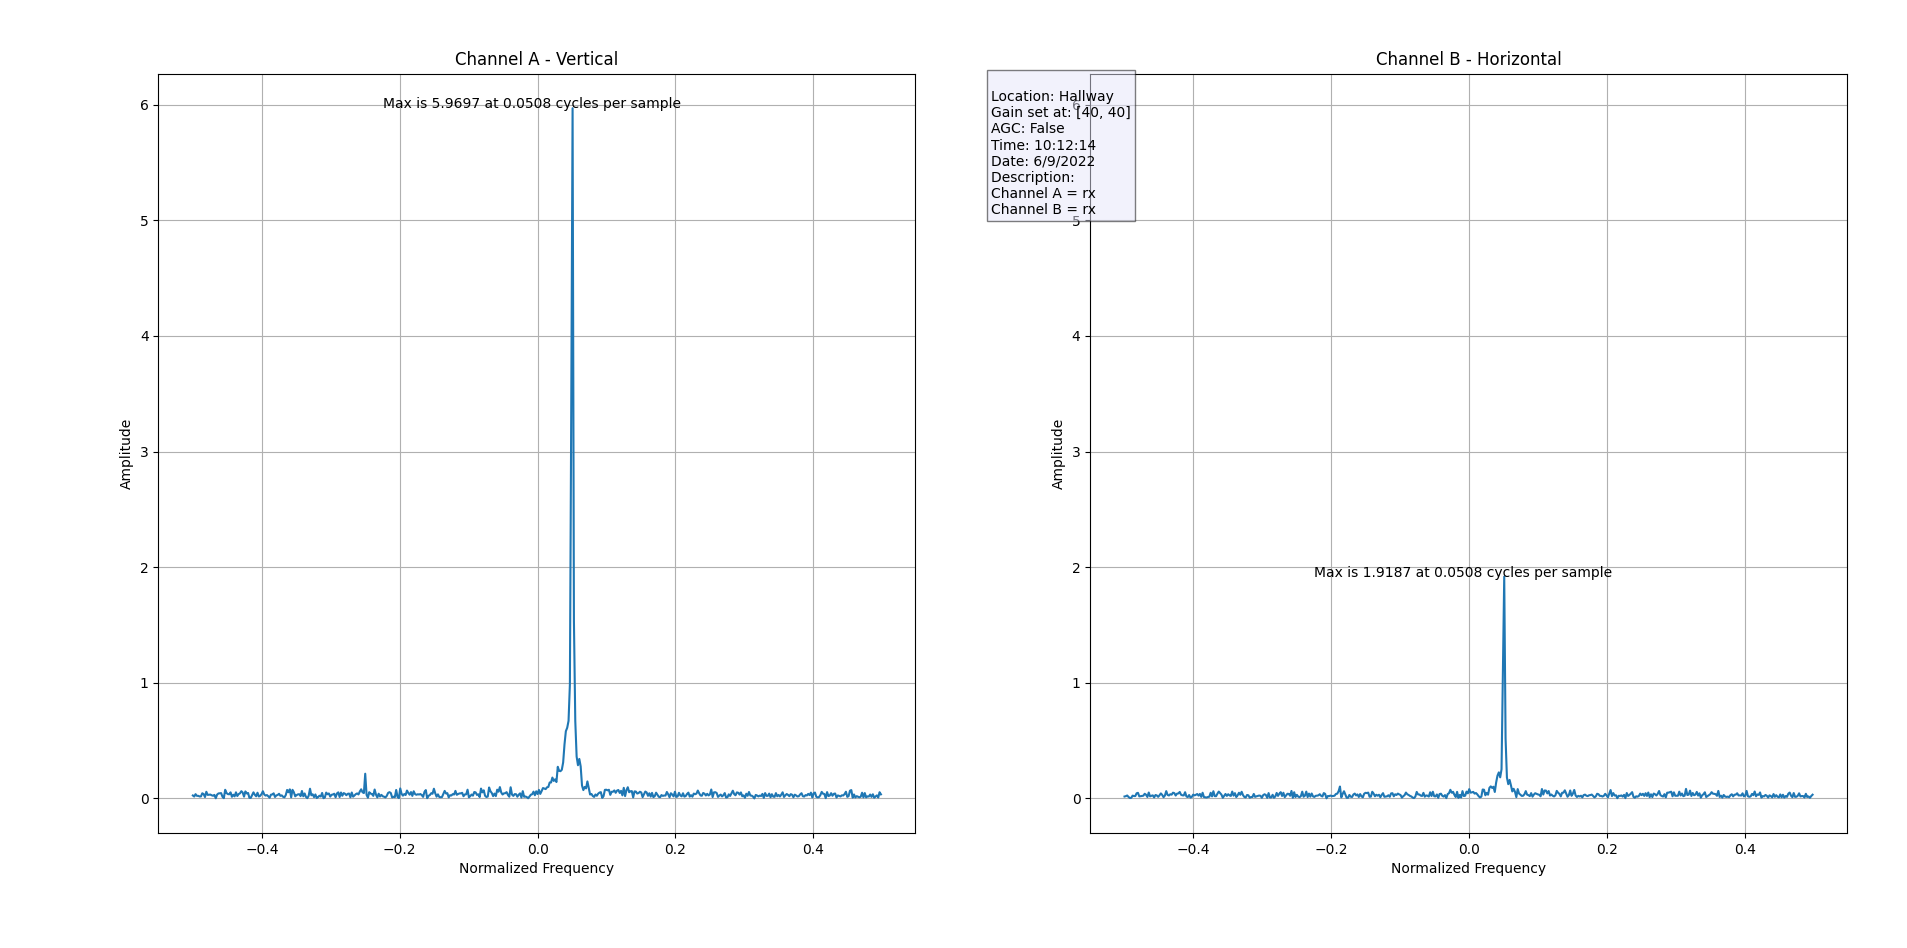 Channel A - Vertical
Max is 5.9697 at 0.0508 cycles per sample
6
5
4
3
2
1
0
Amplitude
−0.4
−0.2
0.0
0.2
0.4
Normalized Frequency
Location: Hallway
Gain set at: [40, 40]
AGC: False
Time: 10:12:14
Date: 6/9/2022
Description:
Channel A = rx
Channel B = rx
Channel B - Horizontal
Max is 1.9187 at 0.0508 cycles per sample
6
5
4
3
2
1
0
Amplitude
−0.4
−0.2
0.0
0.2
0.4
Normalized Frequency